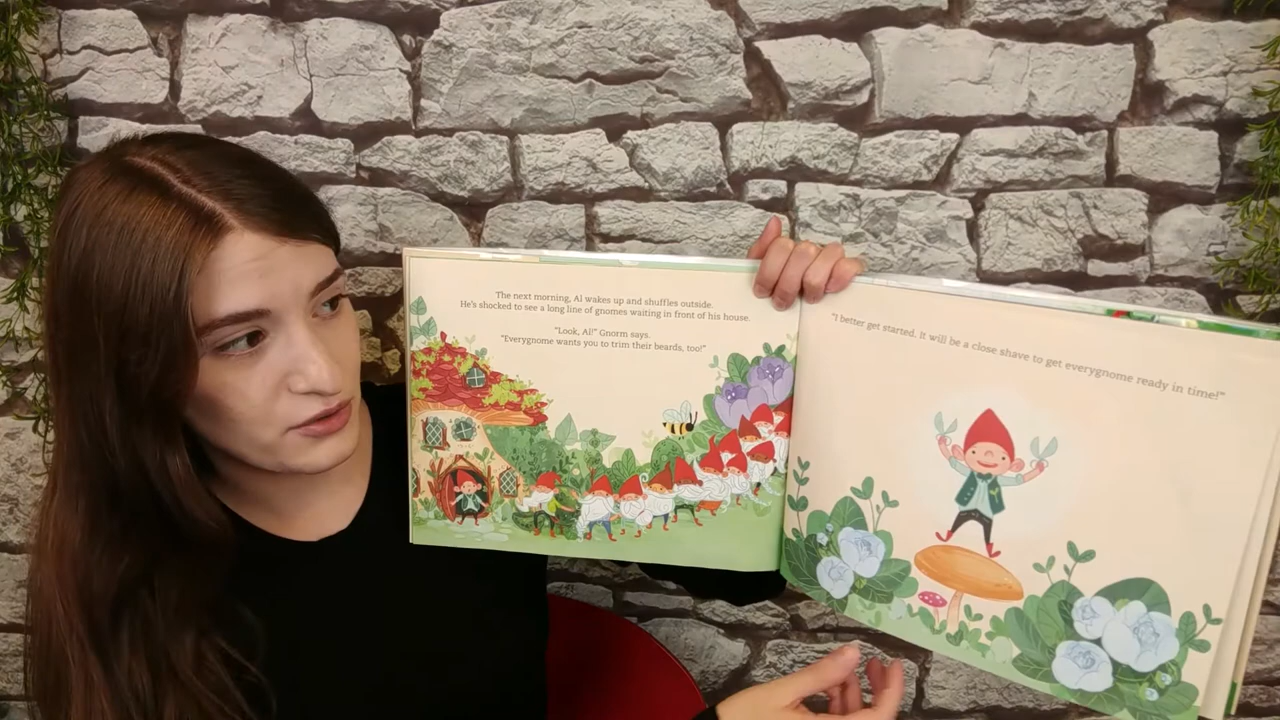 The next morning, Al wakes up and shuffles outside.
He's shocked to see a long line of gnomes waiting in front of his house.
"Look, Al!" Gnorm says.
"Everygnome wants you to trim their beards, too!"
"I better get started. It will be a close shave to get everygnome ready in time!"